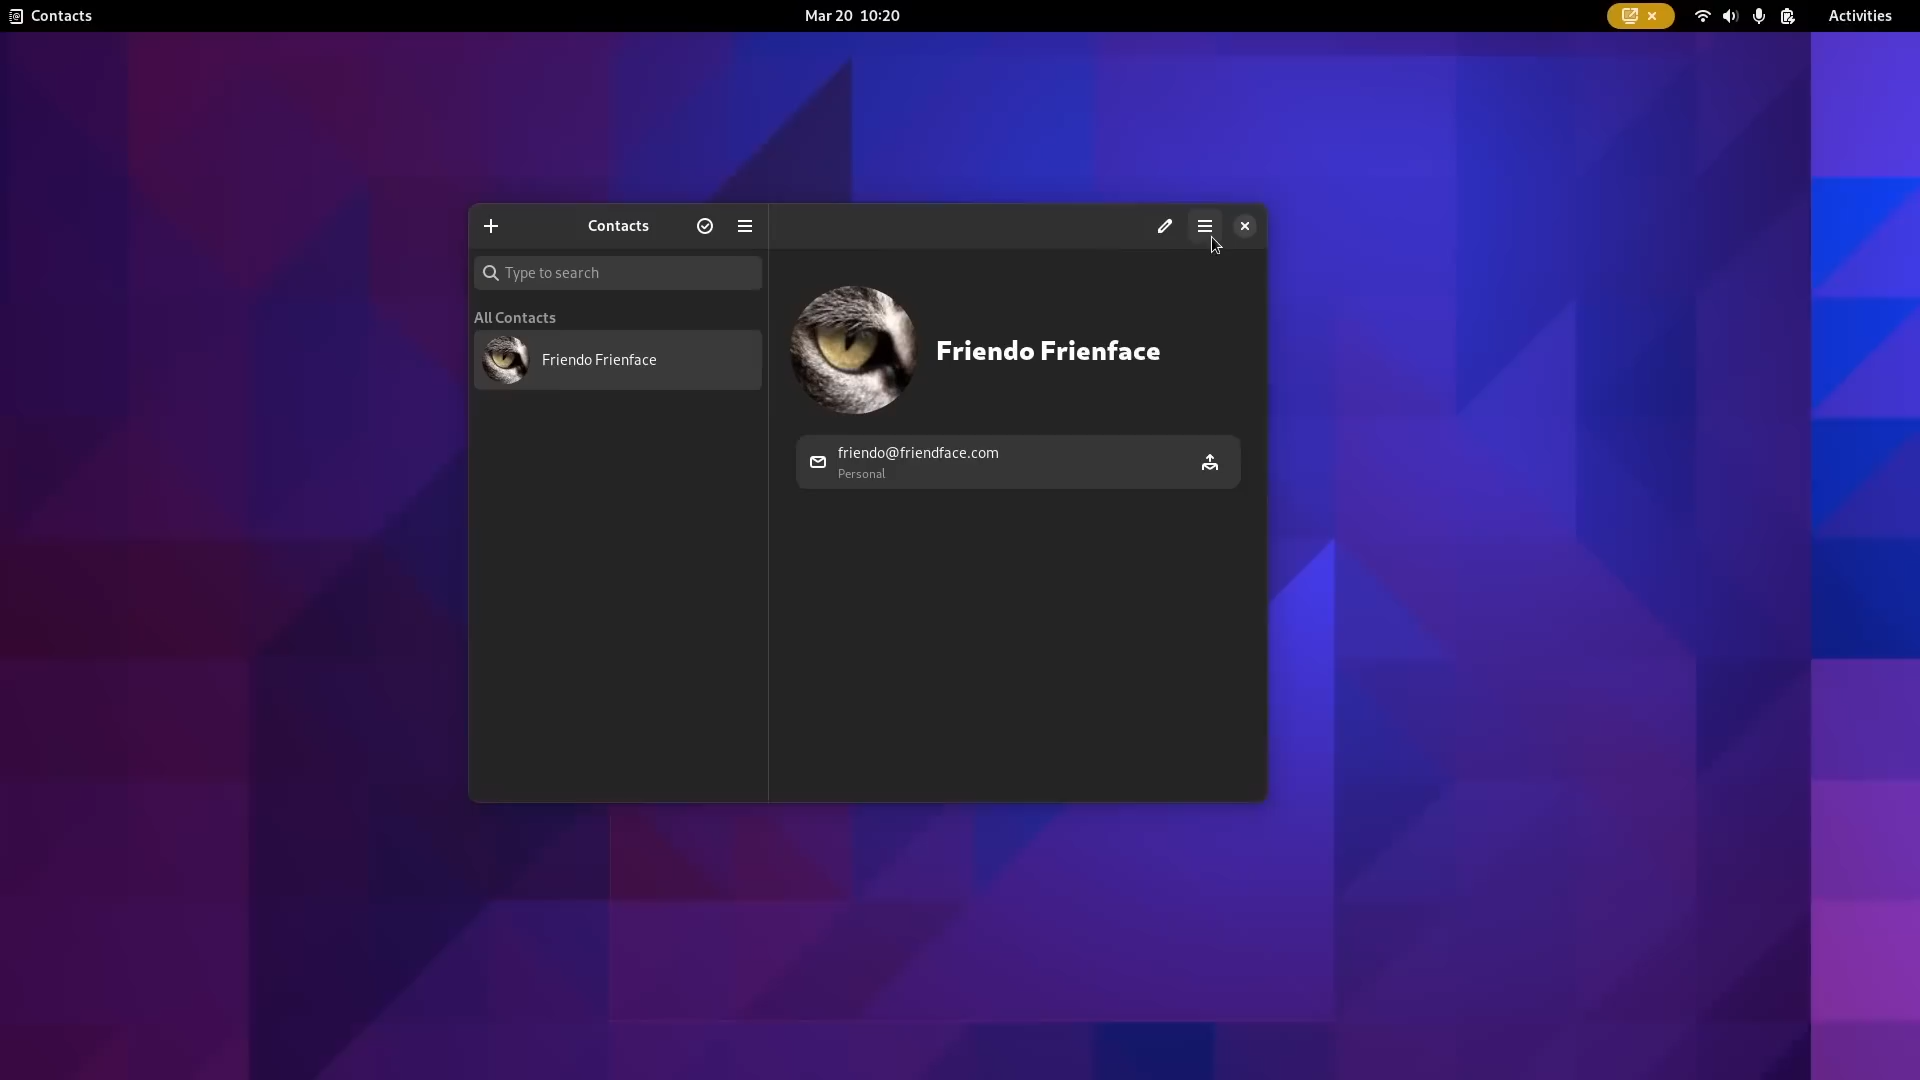 Contacts
Mar 20 10:20
Activities
Contacts
Type to search
All Contacts
Friendo Frienface
Friendo Frienface
friendo@friendface.com
Personal